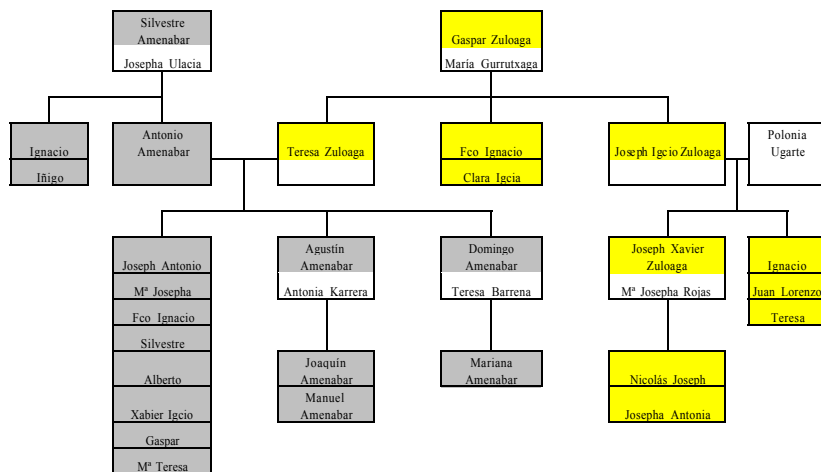 Silvestre
Amenabar
Josepha Ulacia
Gaspar Zuloaga
María Gurrutxaga
Ignacio
Iñigo
Antonio
Amenabar
Teresa Zuloaga
Fco Ignacio
Clara Igcia
Joseph Igcio Zuloaga
Polonia
Ugarte
Joseph Antonio
Mª Josepha
Fco Ignacio
Silvestre
Alberto
Xabier Igcio
Gaspar
Mª Teresa
Agustín
Amenabar
Antonia Karrera
Domingo
Amenabar
Teresa Barrena
Joseph Xavier
Zuloaga
Mª Josepha Rojas
Ignacio
Juan Lorenzo
Teresa
Joaquín
Amenabar
Manuel
Amenabar
Mariana
Amenabar
Nicolás Joseph
Josepha Antonia